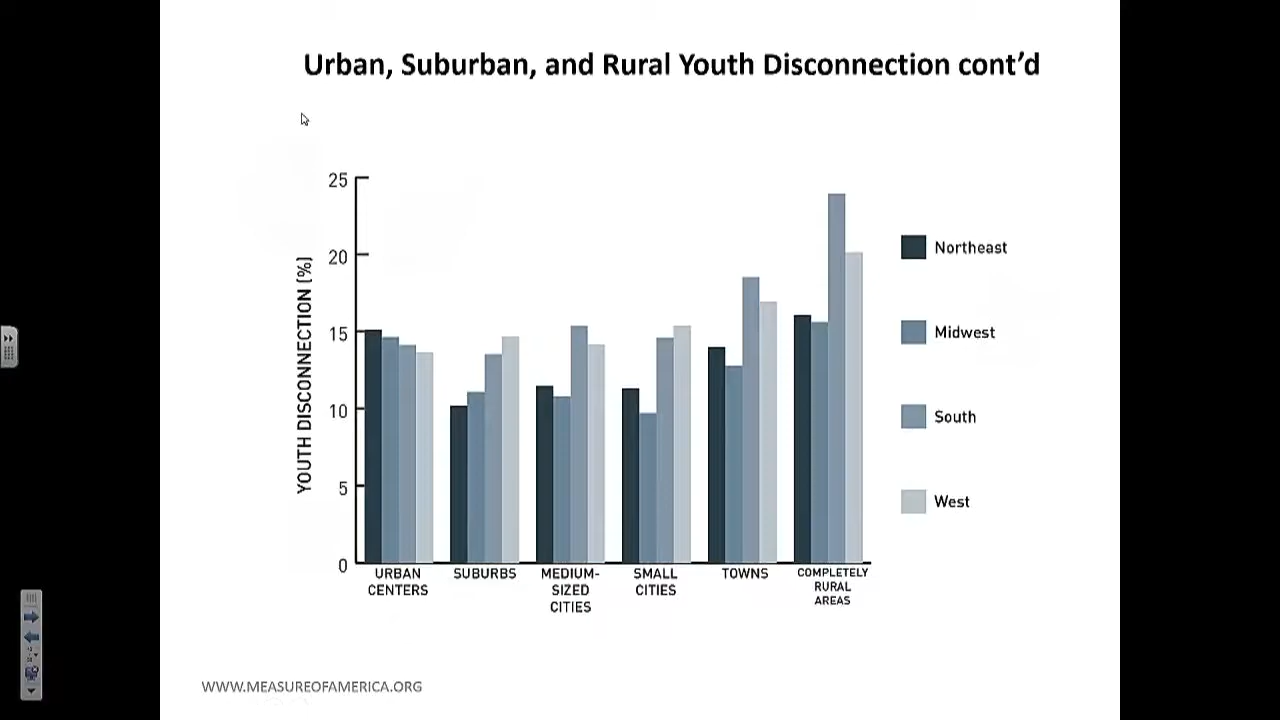 Urban, Suburban, and Rural Youth Disconnection cont’d
YOUTH DISCONNECTION (%)
25
20
15
10
5
0
URBAN
CENTERS
SUBURBS
MEDIUM-
SIZED
CITIES
SMALL
CITIES
TOWNS
COMPLETELY
RURAL
AREAS
Northeast
Midwest
South
West
WWW.MEASUREOFAMERICA.ORG